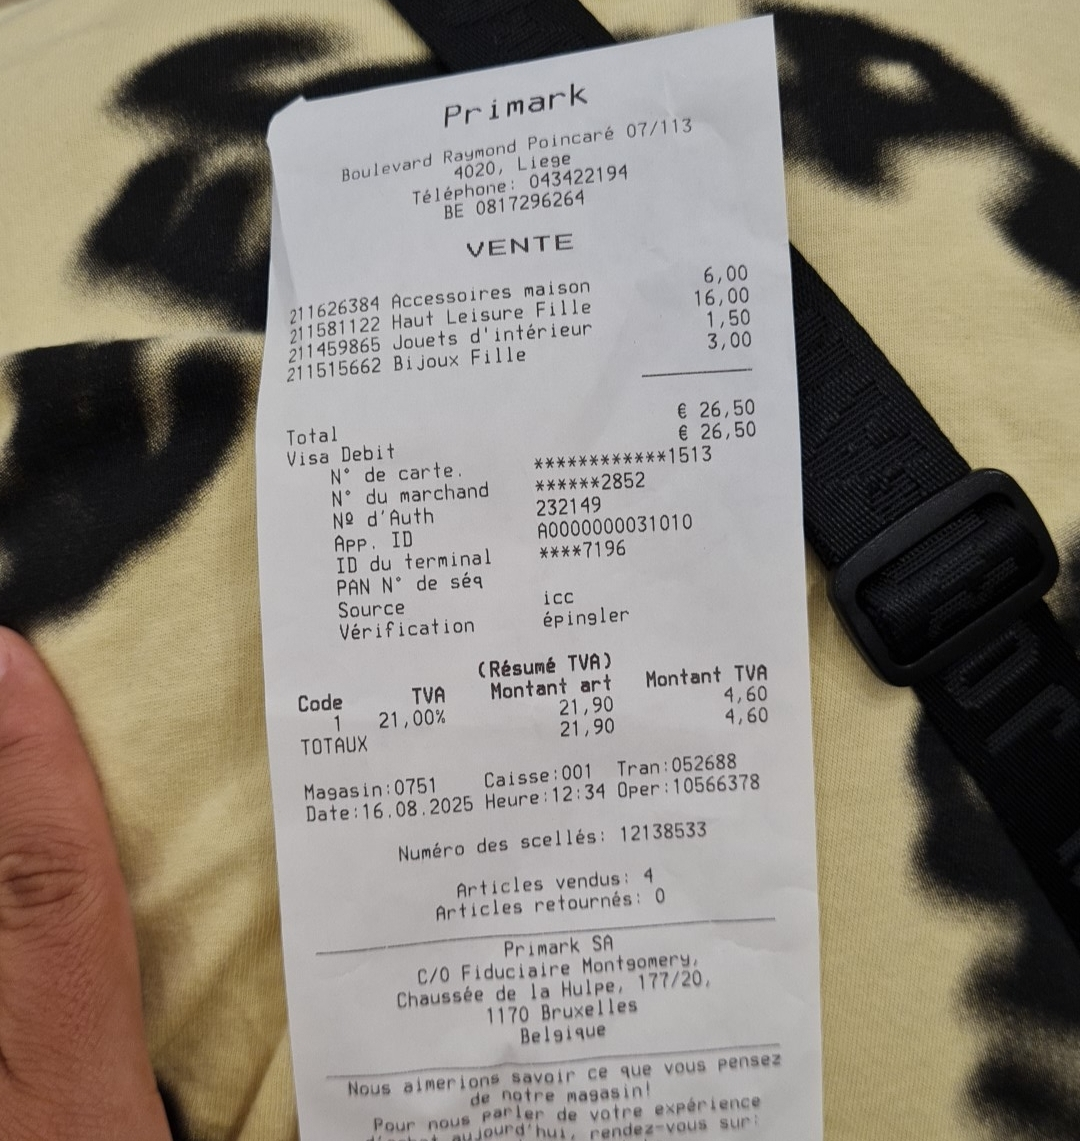 Primark
Boulevard Raymond Poincaré 07/113
4020, Liege
Téléphone: 043422194
BE 0817296264
VENTE
211626384 Accessoires maison 6,00
211581122 Haut Leisure Fille 16,00
211459865 Jouets d'intérieur 1,50
211515662 Bijoux Fille 3,00
Total € 26,50
Visa Debit € 26,50
N° de carte. ************1513
N° du marchand ******2852
Nº d'Auth 232149
App. ID A0000000031010
ID du terminal ****7196
PAN N° de séq
Source icc
Vérification épingler
(Résumé TVA)
Code TVA Montant art Montant TVA
1 21,00% 21,90 4,60
TOTAUX 21,90 4,60
Magasin:0751 Caisse:001 Tran:052688
Date:16.08.2025 Heure:12:34 Oper:10566378
Numéro des scellés: 12138533
Articles vendus: 4
Articles retournés: 0
Primark SA
C/O Fiduciaire Montgomery,
Chaussée de la Hulpe, 177/20,
1170 Bruxelles
Belgique
Nous aimerions savoir ce que vous pensez
de notre magasin!
Pour nous parler de votre expérience
aujourd'hui, rendez-vous sur: